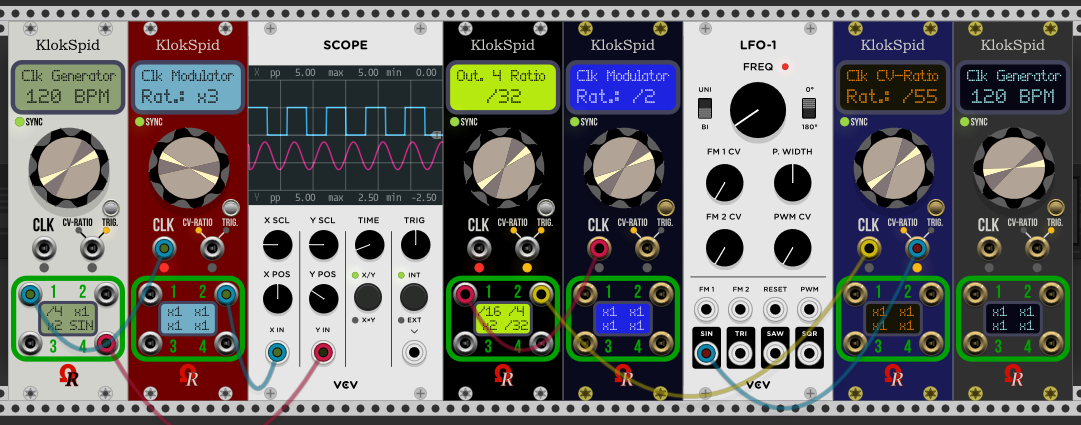 KlokSpid
Clk Generator
120 BPM
SYNC
CLK
CV-RATIO
TRIG.
1 2
/4 x1
x2 SIN
3 4
ΩR
KlokSpid
Clk Modulator
Rat.: x3
SYNC
CLK
CV-RATIO
TRIG.
1 2
x1 x1
x1 x1
3 4
ΩR
SCOPE
X pp 5.00 max 5.00 min 0.00
Y pp 5.00 max 2.50 min -2.50
X SCL
Y SCL
TIME
TRIG
X POS
Y POS
X/Y
INT
X×Y
EXT
X IN
Y IN
VCV
KlokSpid
Out. 4 Ratio
/32
SYNC
CLK
CV-RATIO
TRIG.
1 2
/16 /4
x2 /32
3 4
ΩR
KlokSpid
Clk Modulator
Rat.: /2
SYNC
CLK
CV-RATIO
TRIG.
1 2
x1 x1
x1 x1
3 4
ΩR
LFO-1
FREQ
UNI
BI
0°
180°
FM 1 CV
P. WIDTH
FM 2 CV
PWM CV
FM 1
FM 2
RESET
PWM
SIN
TRI
SAW
SQR
VCV
KlokSpid
Clk CV-Ratio
Rat.: /55
SYNC
CLK
CV-RATIO
TRIG.
1 2
x1 x1
x1 x1
3 4
ΩR
KlokSpid
Clk Generator
120 BPM
SYNC
CLK
CV-RATIO
TRIG.
1 2
x1 x1
x1 x1
3 4
ΩR